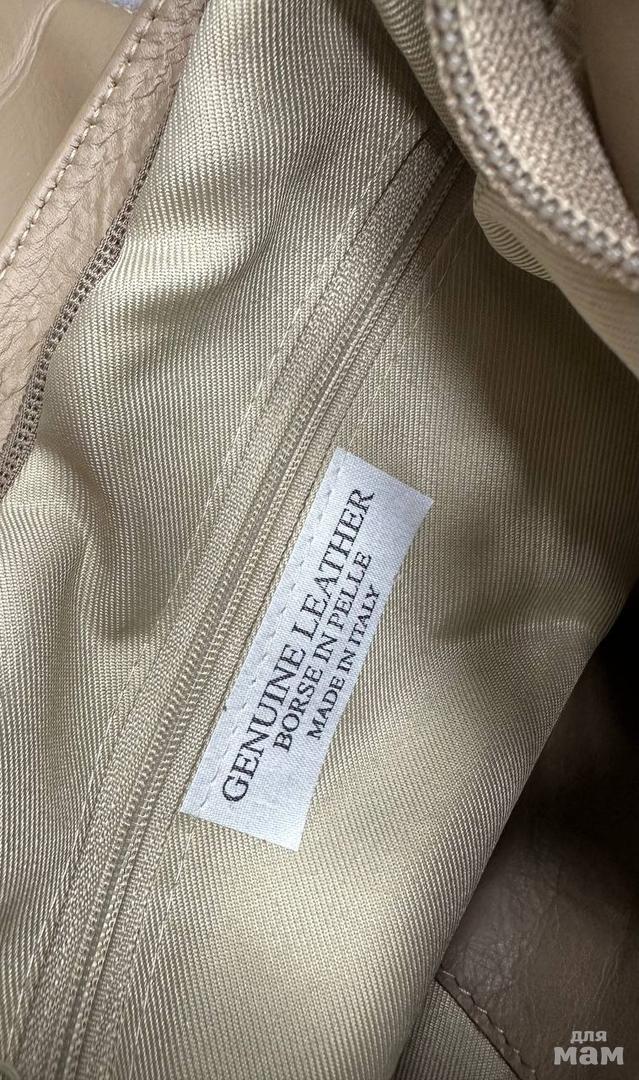 GENUINE LEATHER
BORSE IN PELLE
MADE IN ITALY
для
мам